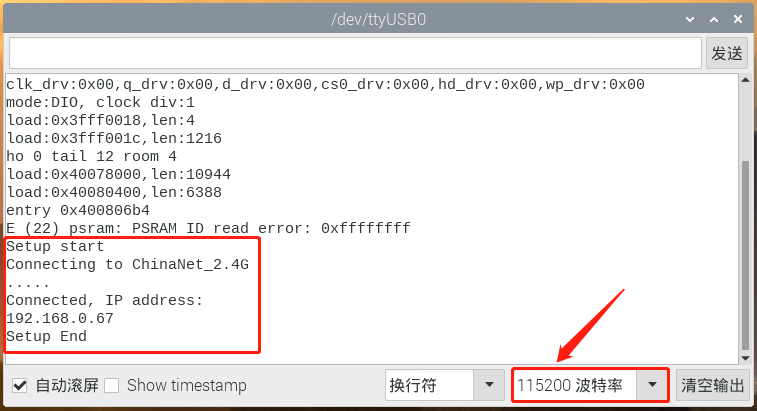 /dev/ttyUSB0
发送
clk_drv:0x00,q_drv:0x00,d_drv:0x00,cs0_drv:0x00,hd_drv:0x00,wp_drv:0x00
mode:DIO, clock div:1
load:0x3fff0018,len:4
load:0x3fff001c,len:1216
ho 0 tail 12 room 4
load:0x40078000,len:10944
load:0x40080400,len:6388
entry 0x400806b4
E (22) psram: PSRAM ID read error: 0xffffffff
Setup start
Connecting to ChinaNet_2.4G
.....
Connected, IP address:
192.168.0.67
Setup End
自动滚屏 Show timestamp 换行符 115200 波特率 清空输出